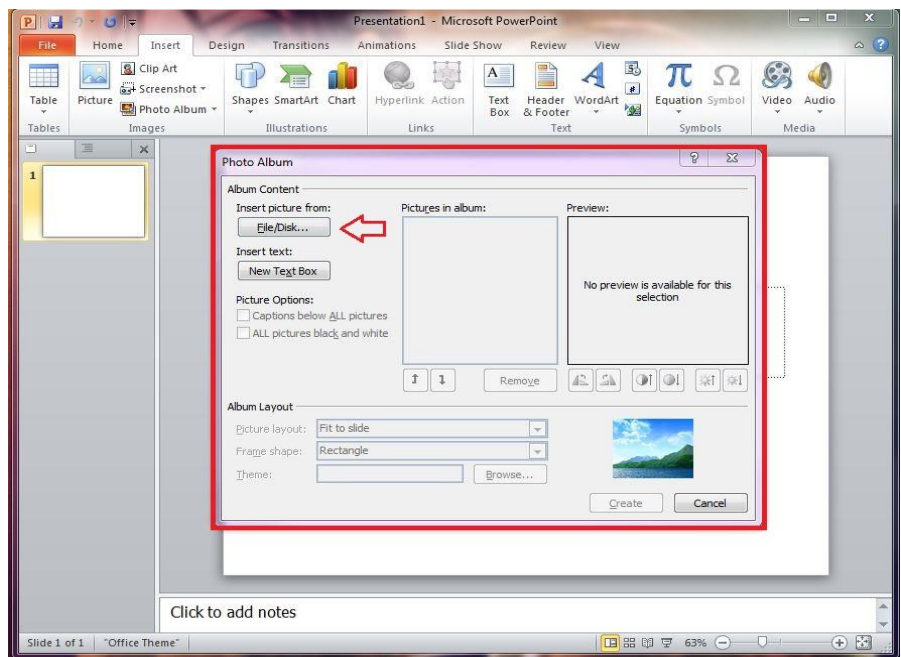 Presentation1 - Microsoft PowerPoint
File Home Insert Design Transitions Animations Slide Show Review View
Table
Tables
Picture
Clip Art
Screenshot
Photo Album
Images
Shapes SmartArt Chart
Illustrations
Hyperlink Action
Links
Text Box
Header & Footer
WordArt
Text
Equation Symbol
Symbols
Video Audio
Media
1
Photo Album
Album Content
Insert picture from:
File/Disk...
Insert text:
New Text Box
Picture Options:
Captions below ALL pictures
ALL pictures black and white
Pictures in album:
Remove
Preview:
No preview is available for this
selection
Album Layout
Picture layout: Fit to slide
Frame shape: Rectangle
Theme:
Browse...
Create Cancel
Click to add notes
Slide 1 of 1 "Office Theme" 63%